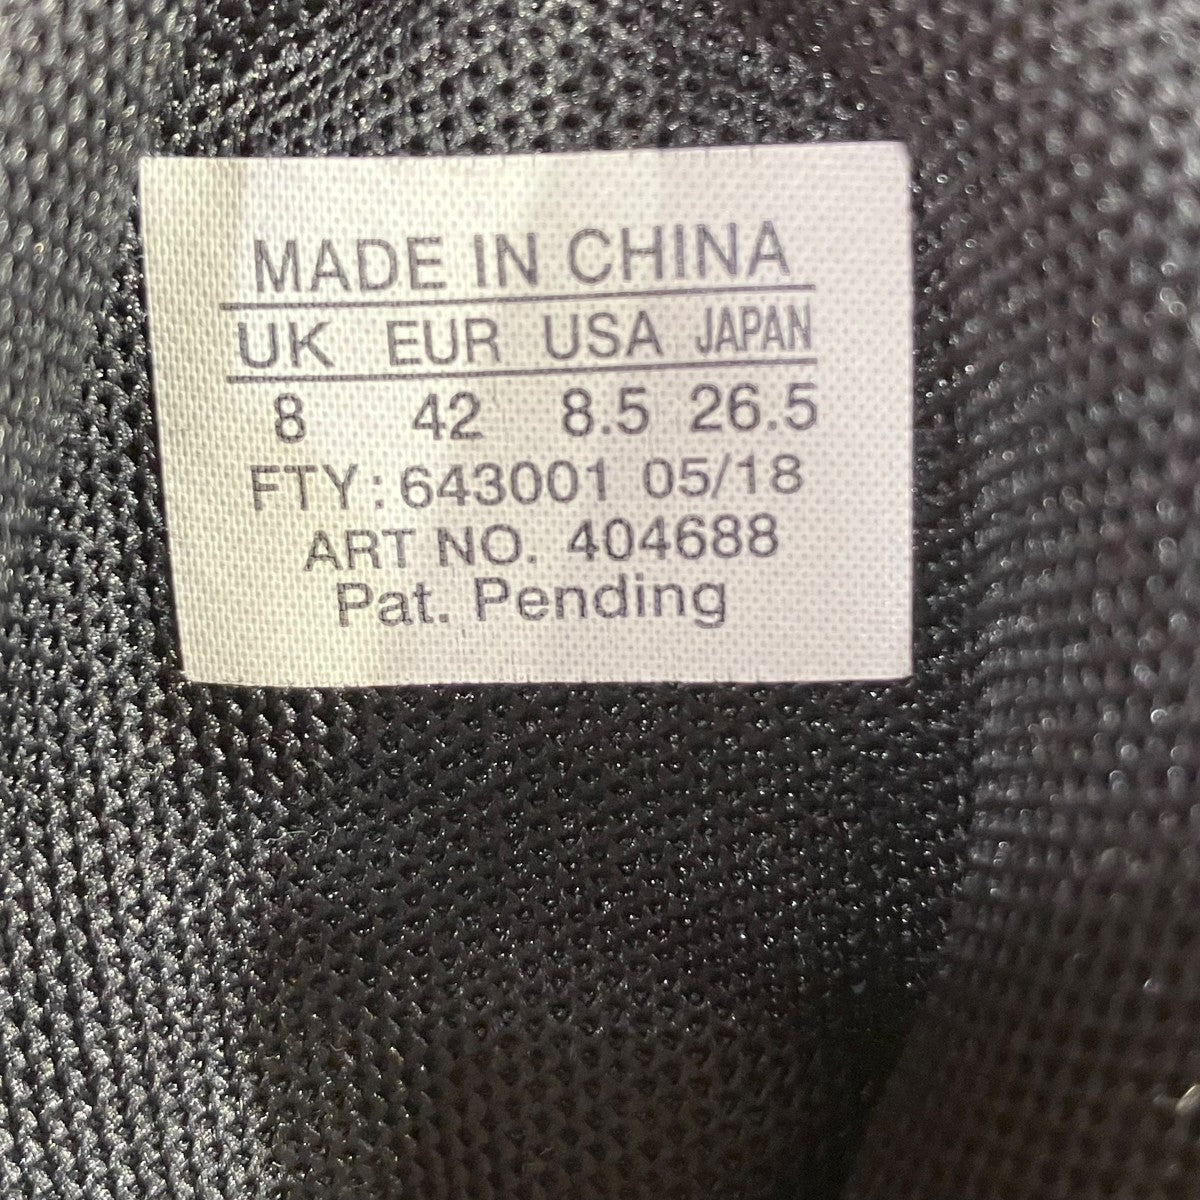 MADE IN CHINA
UK EUR USA JAPAN
8 42 8.5 26.5
FTY: 643001 05/18
ART NO. 404688
Pat. Pending